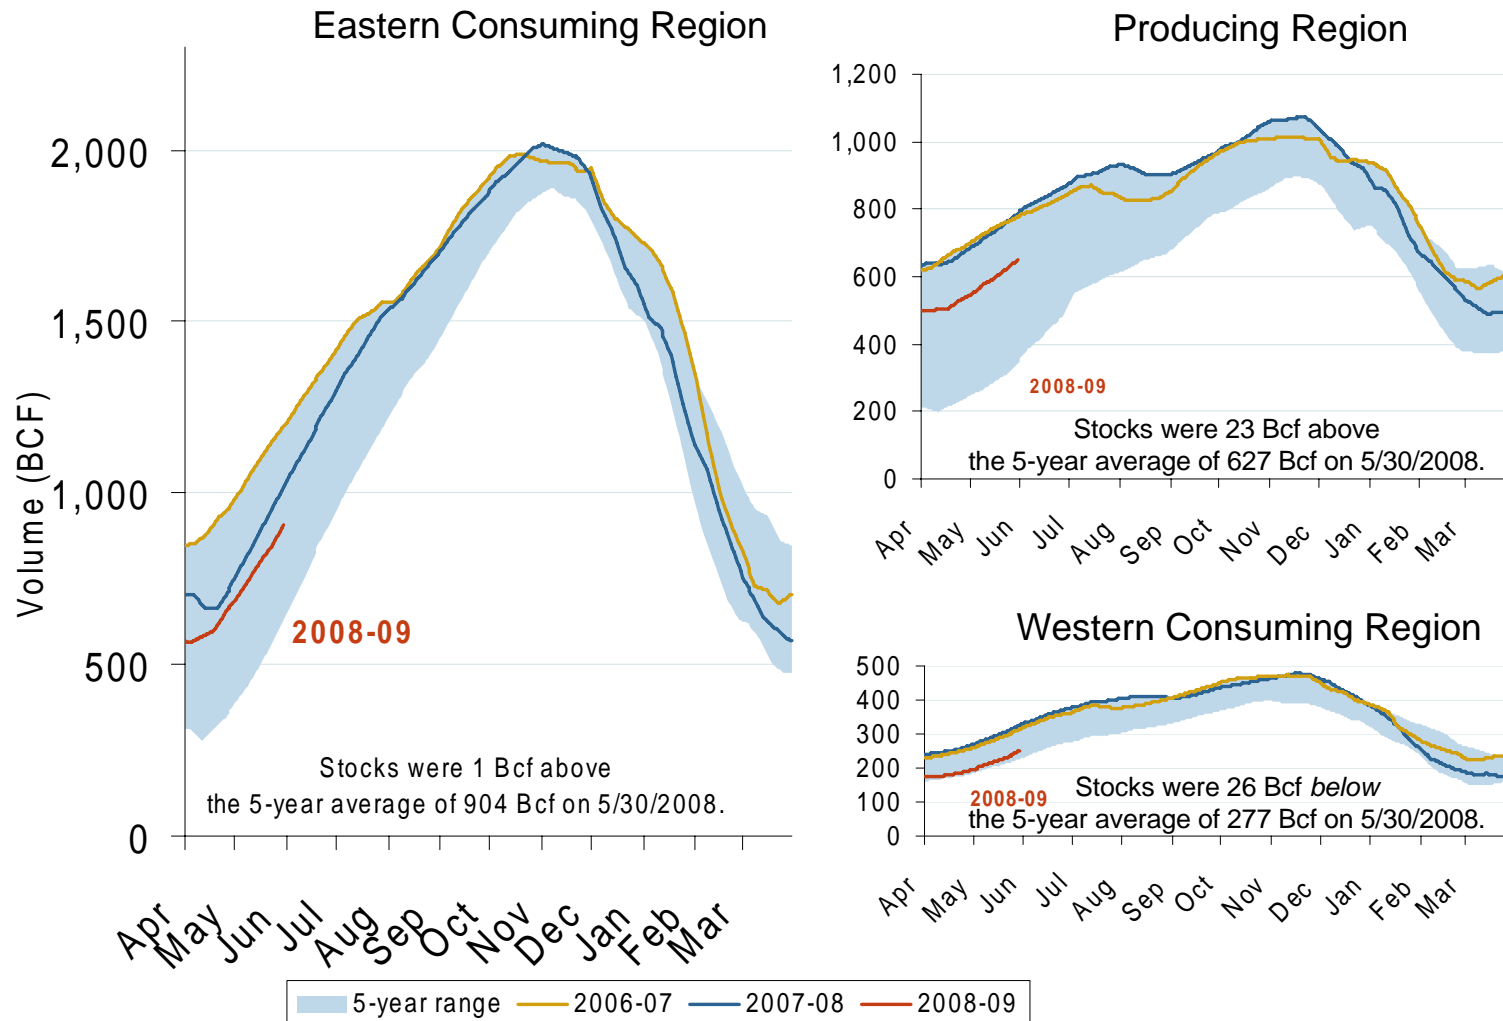 Eastern Consuming Region
Volume (BCF)
2,000
1,500
1,000
500
0
2008-09
Stocks were 1 Bcf above
the 5-year average of 904 Bcf on 5/30/2008.
Apr May Jun Jul Aug Sep Oct Nov Dec Jan Feb Mar
Producing Region
1,200
1,000
800
600
400
200
0
2008-09
Stocks were 23 Bcf above
the 5-year average of 627 Bcf on 5/30/2008.
Apr May Jun Jul Aug Sep Oct Nov Dec Jan Feb Mar
Western Consuming Region
500
400
300
200
100
0
2008-09
Stocks were 26 Bcf below
the 5-year average of 277 Bcf on 5/30/2008.
Apr May Jun Jul Aug Sep Oct Nov Dec Jan Feb Mar
5-year range 2006-07 2007-08 2008-09